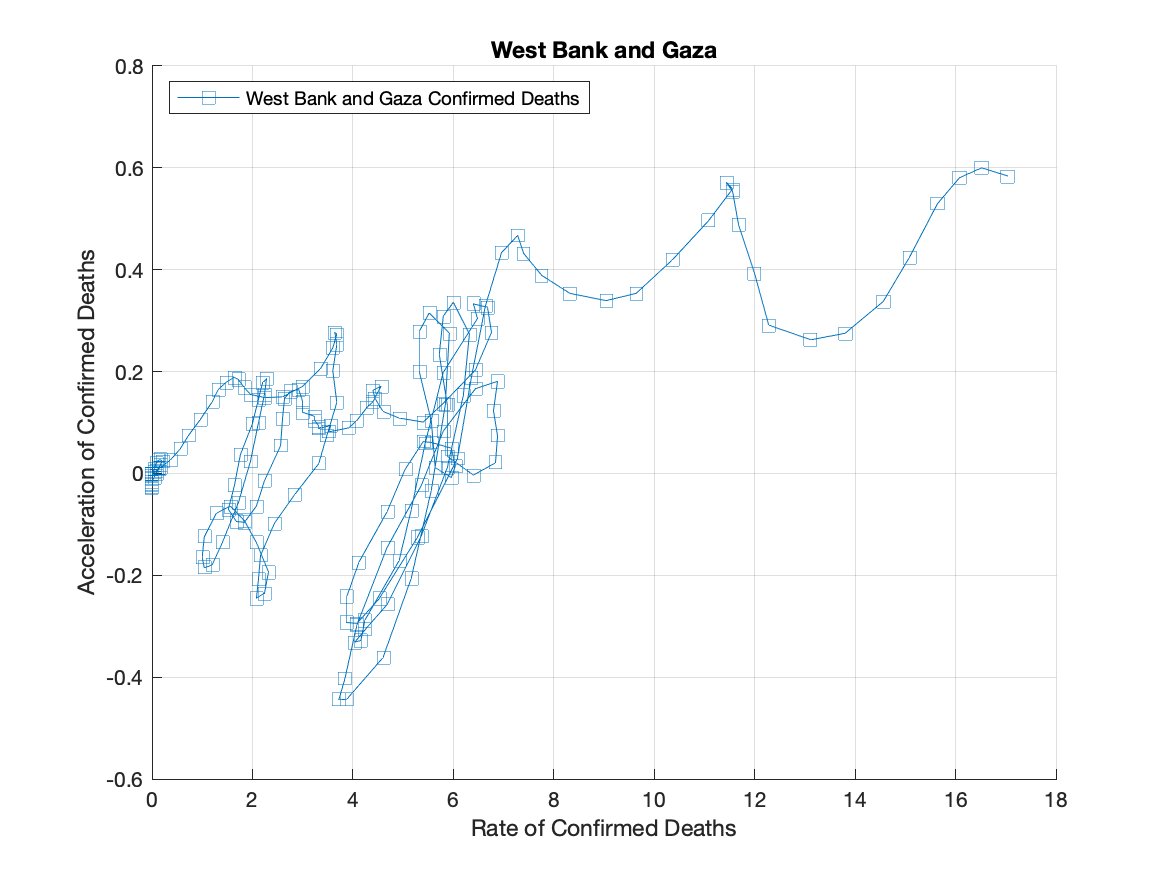 West Bank and Gaza
West Bank and Gaza Confirmed Deaths
0.8
0.6
0.4
0.2
0
-0.2
-0.4
-0.6
Acceleration of Confirmed Deaths
0 2 4 6 8 10 12 14 16 18
Rate of Confirmed Deaths